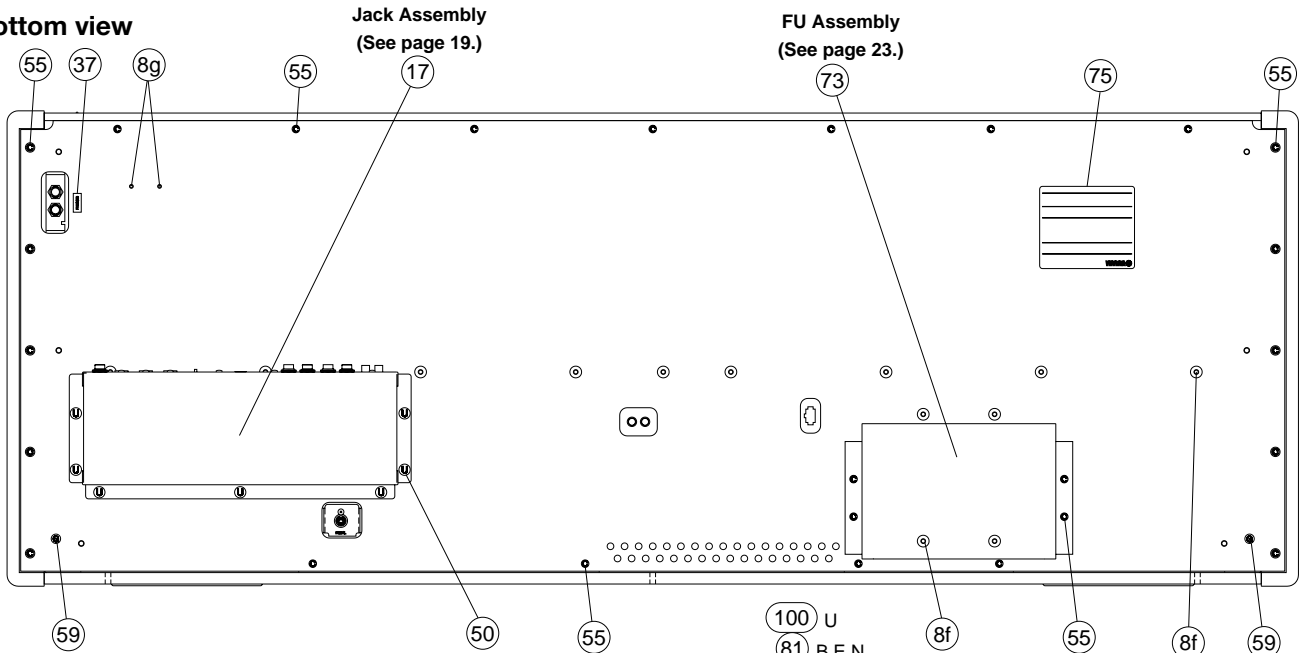 ottom view
Jack Assembly
(See page 19.)
FU Assembly
(See page 23.)
55
37
8g
55
17
73
75
55
59
50
55
100 U
81 B,E,N
8f
55
8f
59